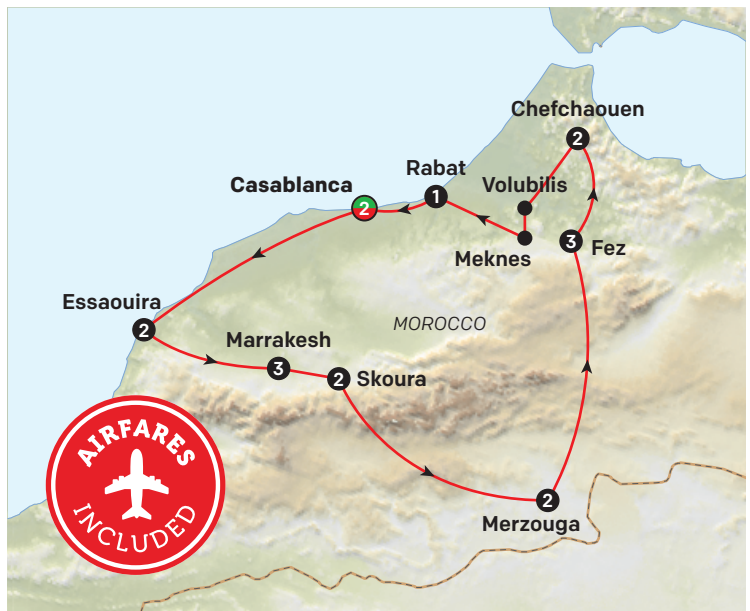 Chefchaouen
2
Rabat
1
Casablanca
2
Volubilis
Meknes
3
Fez
Essaouira
2
MOROCCO
Marrakesh
3
2
Skoura
AIRFARES
INCLUDED
2
Merzouga